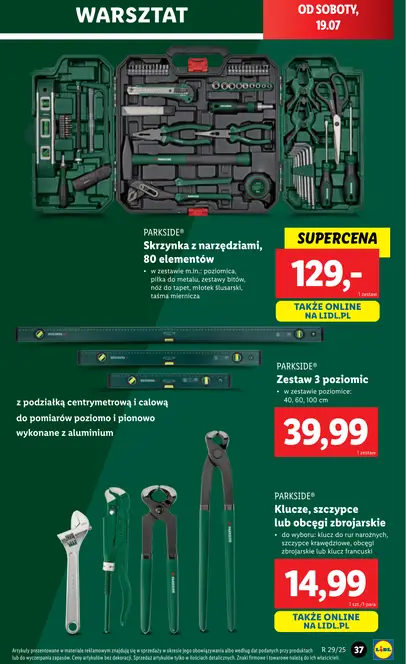 WARSZTAT
OD SOBOTY,
19.07
PARKSIDE®
Skrzynka z narzędziami,
80 elementów
• w zestawie m.in.: poziomica,
piłka do metalu, zestawy bitów,
nóż do tapet, młotek ślusarski,
taśma miernicza
SUPERCENA
129,-
1 zestaw
TAKŻE ONLINE
NA LIDL.PL
PARKSIDE®
Zestaw 3 poziomic
• w zestawie poziomice:
40, 60, 100 cm
z podziałką centymetrową i calową
do pomiarów poziomo i pionowo
wykonane z aluminium
39,99
1 zestaw
PARKSIDE®
Klucze, szczypce
lub obcęgi zbrojarskie
• do wyboru: klucz do rur narożnych,
szczypce krawędziowe, obcęgi
zbrojarskie lub klucz francuski
14,99
1 szt./1 para
TAKŻE ONLINE
NA LIDL.PL
Artykuły prezentowane w materiale reklamowym znajdują się w sprzedaży w okresie jego obowiązywania albo według dat podanych przy produktach
lub do wyczerpania zapasów. Ceny artykułów bez dekoracji. Sprzedaż artykułów tylko w ilościach detalicznych. Znaki firmowe i towarowe należą do ich właścicieli.
R 29/25
37
LIDL